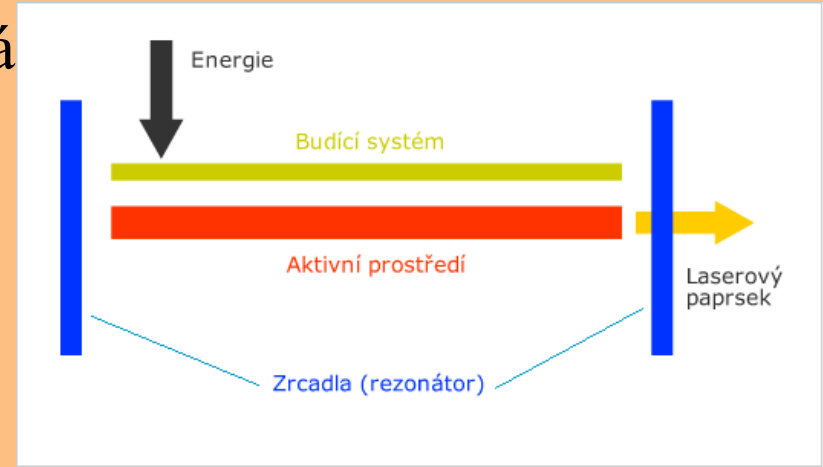 á
Energie
Budící systém
Aktivní prostředí
Laserový
paprsek
Zrcadla (rezonátor)